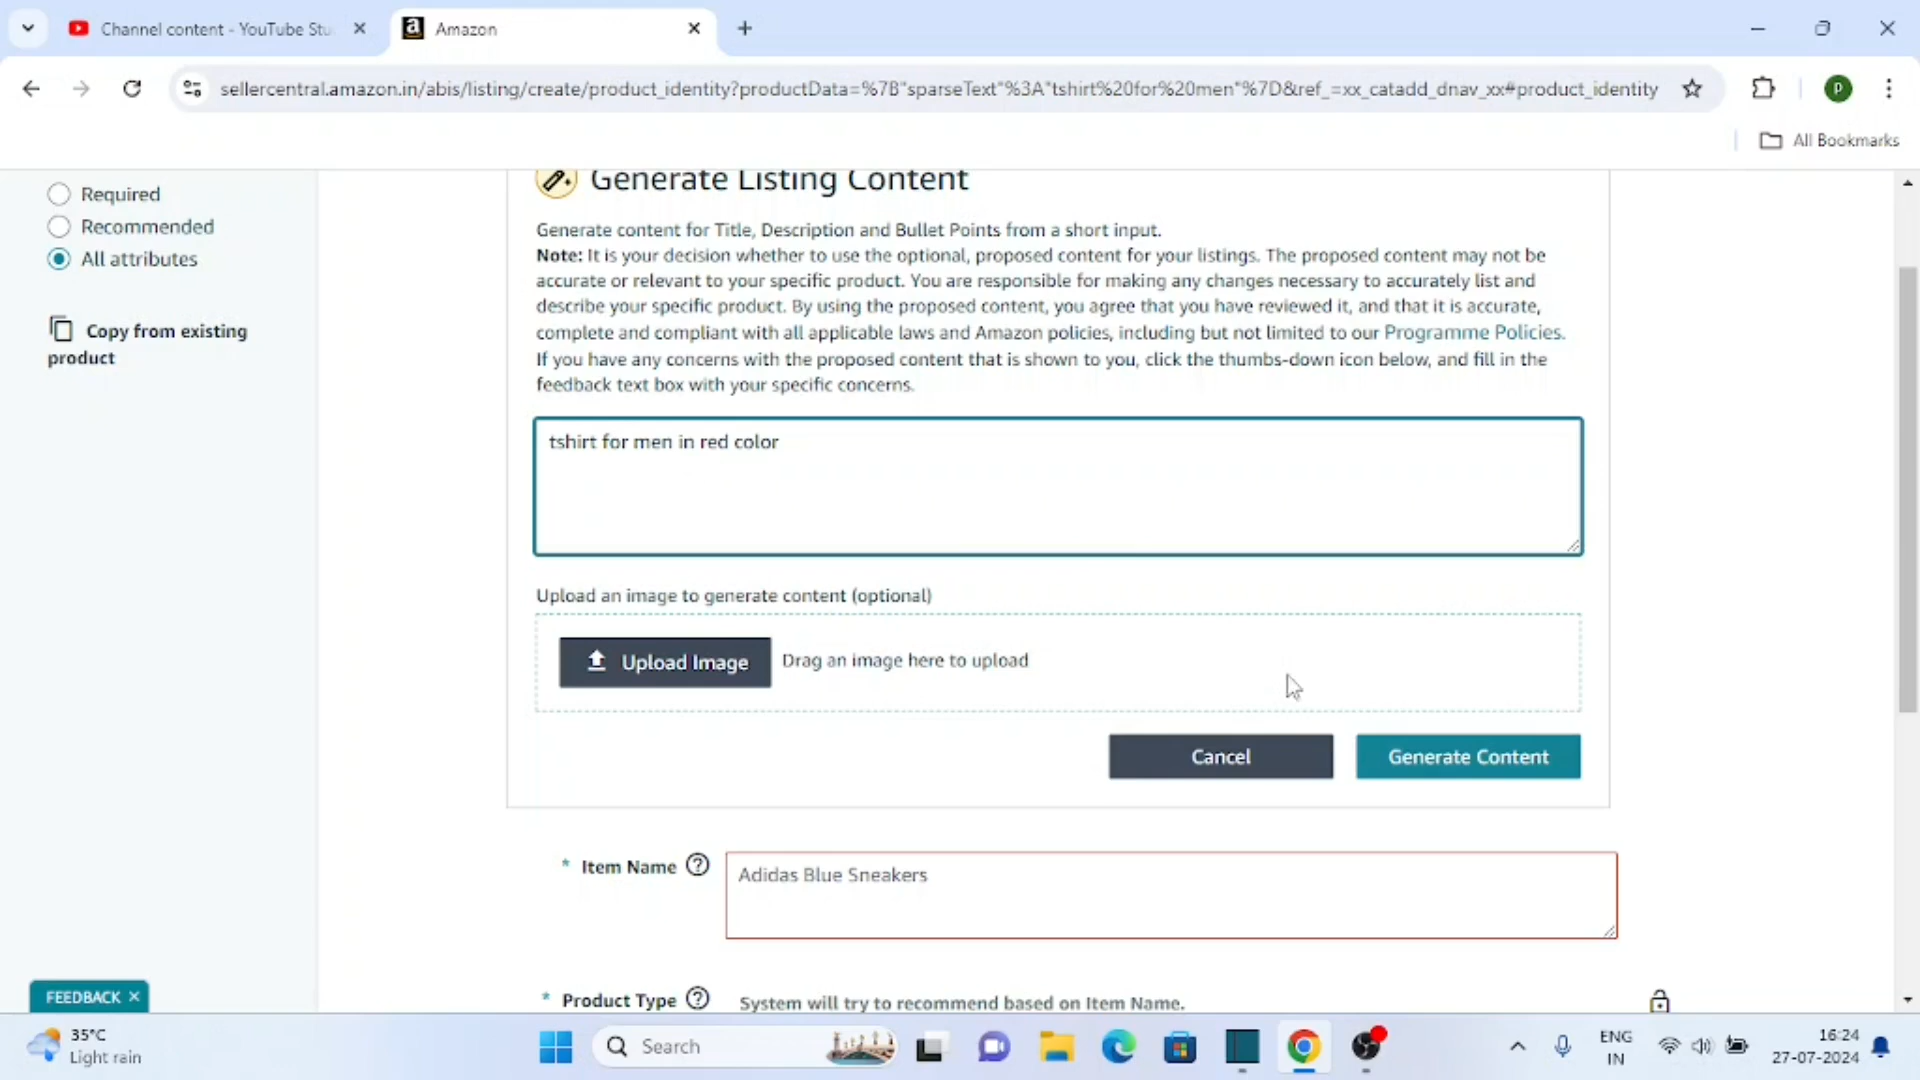 Channel content - YouTube Stu
Amazon
sellercentral.amazon.in/abis/listing/create/product_identity?productData=%7B"sparseText"%3A"tshirt%20for%20men"%7D&ref_=xx_catadd_dnav_xx#product_identity
P
All Bookmarks
Required
Recommended
All attributes
Copy from existing
product
Generate Listing Content
Generate content for Title, Description and Bullet Points from a short input.
Note: It is your decision whether to use the optional, proposed content for your listings. The proposed content may not be
accurate or relevant to your specific product. You are responsible for making any changes necessary to accurately list and
describe your specific product. By using the proposed content, you agree that you have reviewed it, and that it is accurate,
complete and compliant with all applicable laws and Amazon policies, including but not limited to our Programme Policies.
If you have any concerns with the proposed content that is shown to you, click the thumbs-down icon below, and fill in the
feedback text box with your specific concerns.
tshirt for men in red color
Upload an image to generate content (optional)
Upload Image
Drag an image here to upload
Cancel
Generate Content
* Item Name
Adidas Blue Sneakers
* Product Type
System will try to recommend based on Item Name.
FEEDBACK ×
35°C
Light rain
Search
ENG
IN
16:24
27-07-2024